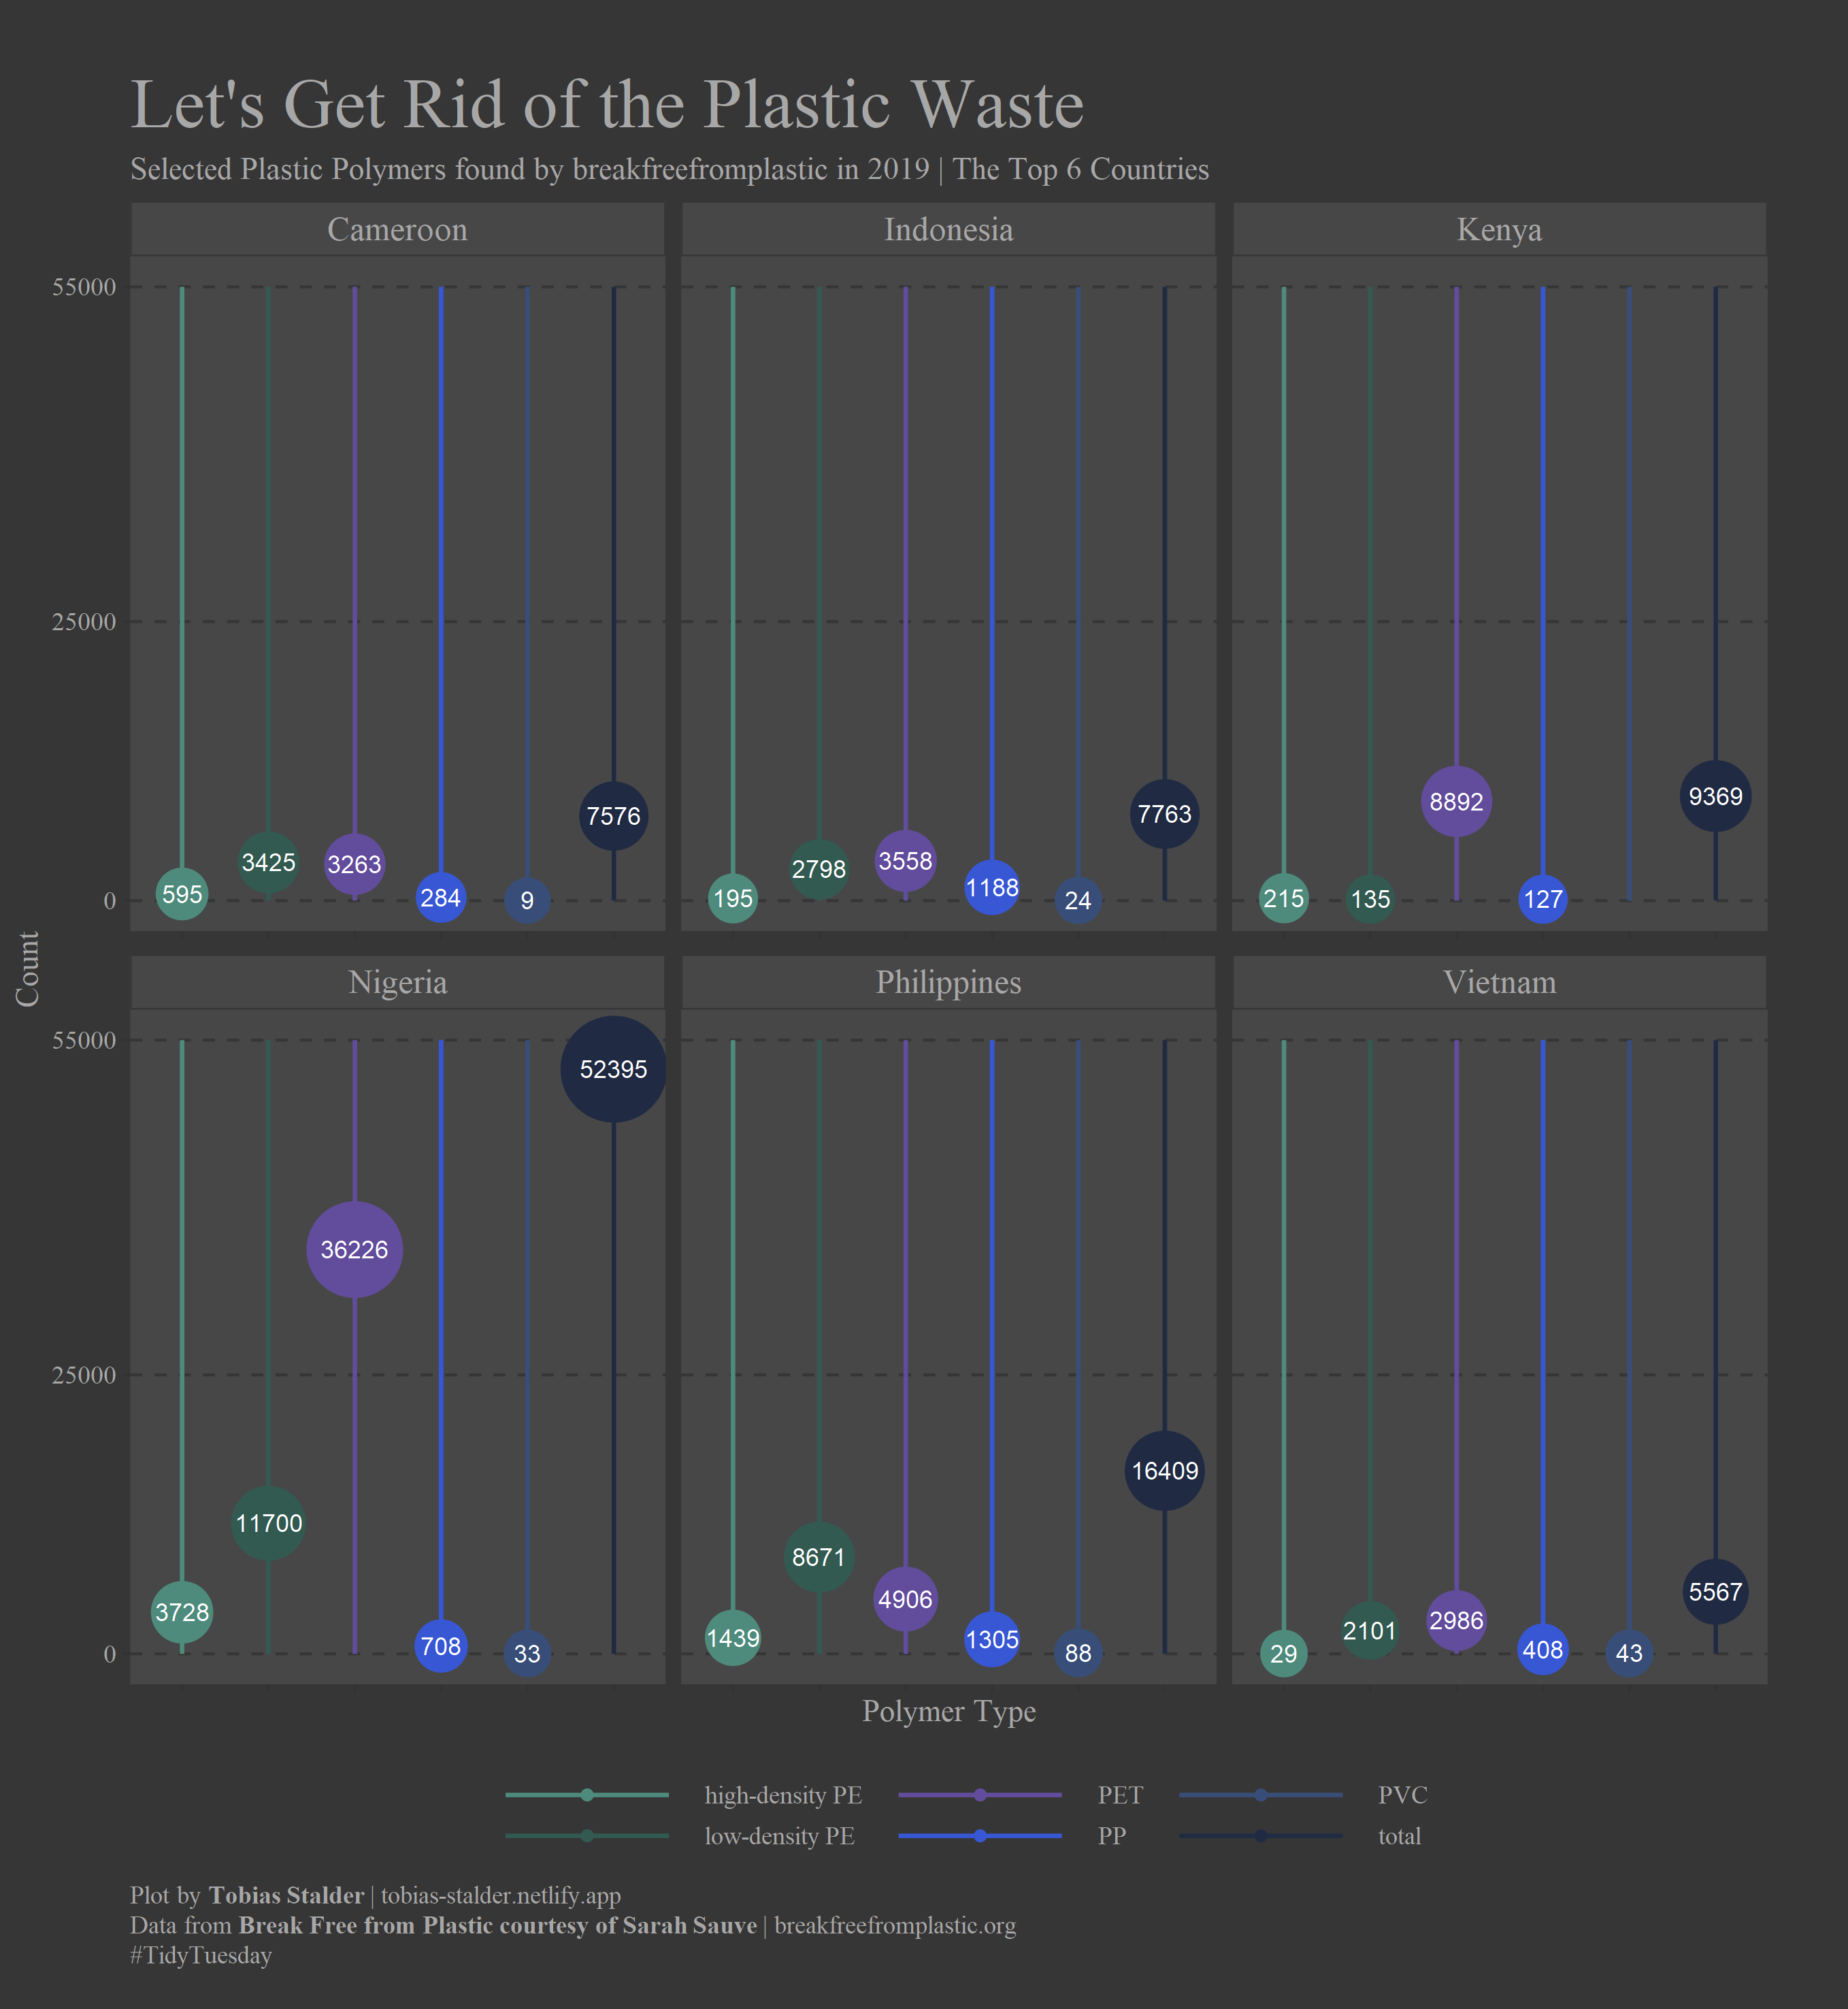 Let's Get Rid of the Plastic Waste
Selected Plastic Polymers found by breakfreefromplastic in 2019 | The Top 6 Countries
Cameroon
Indonesia
Kenya
55000
25000
0
595
3425
3263
284
9
7576
195
2798
3558
1188
24
7763
215
135
8892
127
9369
Count
Nigeria
Philippines
Vietnam
55000
25000
0
3728
11700
36226
708
33
52395
1439
8671
4906
1305
88
16409
29
2101
2986
408
43
5567
Polymer Type
high-density PE
PET
PVC
low-density PE
PP
total
Plot by Tobias Stalder | tobias-stalder.netlify.app
Data from Break Free from Plastic courtesy of Sarah Sauve | breakfreefromplastic.org
#TidyTuesday